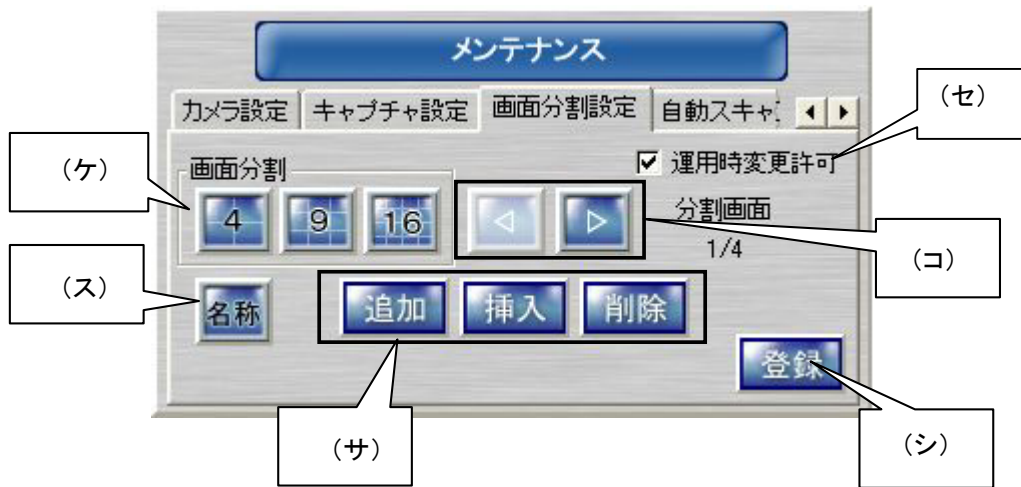 メンテナンス
カメラ設定 キャプチャ設定 画面分割設定 自動スキャ
(セ)
(ケ)
画面分割
運用時変更許可
4 9 16
分割画面
1/4
(コ)
(ス)
名称
追加 挿入 削除
登録
(サ)
(シ)